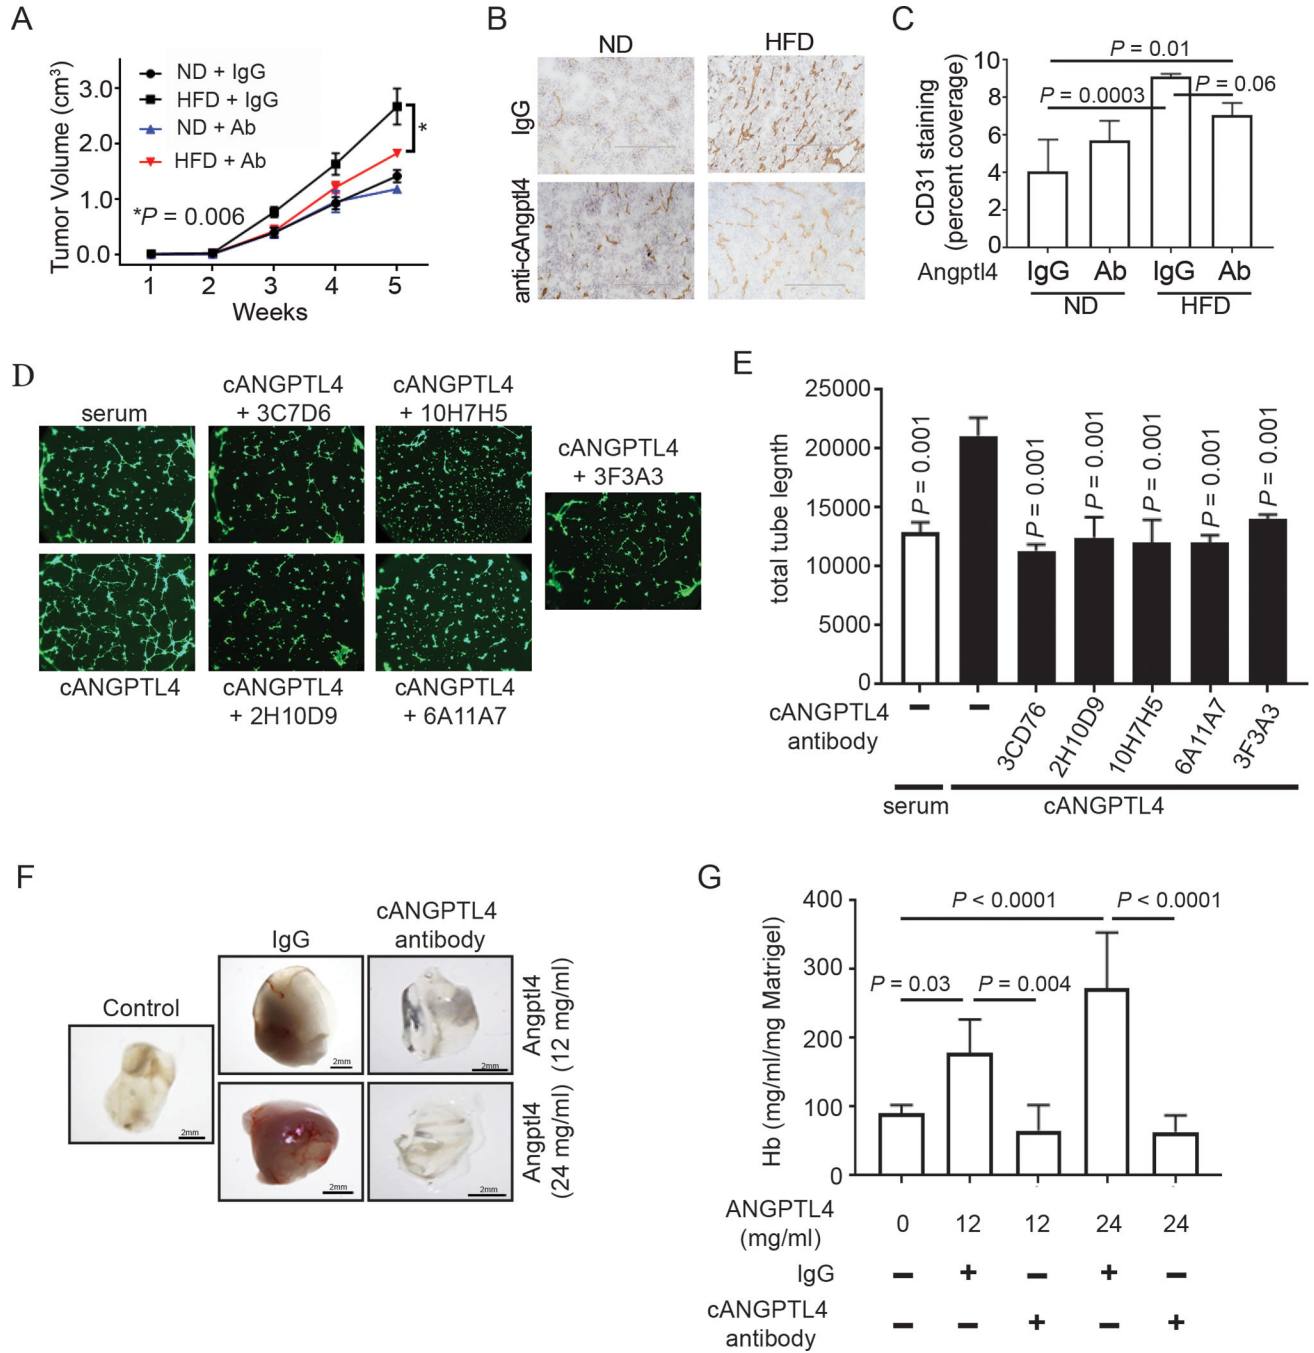 A
ND + IgG
HFD + IgG
ND + Ab
HFD + Ab
Tumor Volume (cm³)
3.0
2.0
1.0
0.0
*
*P = 0.006
1 2 3 4 5
Weeks
B
ND HFD
IgG
anti-cAngptl4
C
P = 0.01
P = 0.0003
P = 0.06
CD31 staining
(percent coverage)
10
8
6
4
2
0
Angptl4 IgG Ab IgG Ab
ND HFD
D
serum
cANGPTL4
+ 3C7D6
cANGPTL4
+ 10H7H5
cANGPTL4
+ 3F3A3
cANGPTL4
cANGPTL4
+ 2H10D9
cANGPTL4
+ 6A11A7
E
total tube legnth
25000
20000
15000
10000
5000
0
P = 0.001
P = 0.001
P = 0.001
P = 0.001
P = 0.001
P = 0.001
cANGPTL4
antibody
– – 3CD76 2H10D9 10H7H5 6A11A7 3F3A3
serum cANGPTL4
F
Control
IgG
cANGPTL4
antibody
Angptl4
(12 mg/ml)
Angptl4
(24 mg/ml)
2mm
2mm
2mm
2mm
2mm
G
Hb (mg/ml/mg Matrigel)
400
300
200
100
0
P < 0.0001 P < 0.0001
P = 0.03 P = 0.004
ANGPTL4
(mg/ml)
0 12 12 24 24
IgG – + – + –
cANGPTL4
antibody
– – + – +